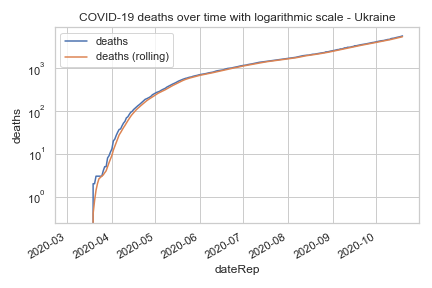 COVID-19 deaths over time with logarithmic scale - Ukraine
deaths
deaths (rolling)
deaths
10³
10²
10¹
10⁰
2020-03
2020-04
2020-05
2020-06
2020-07
2020-08
2020-09
2020-10
dateRep